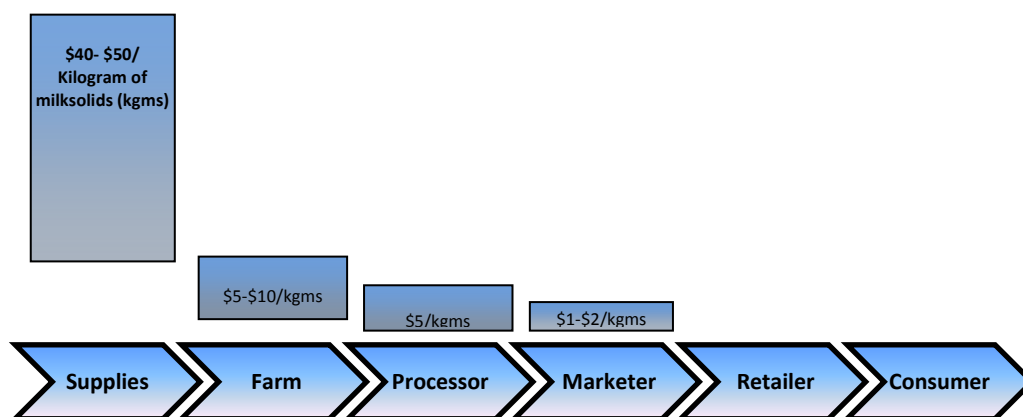 $40- $50/
Kilogram of
milksolids (kgms)
$5-$10/kgms
$5/kgms
$1-$2/kgms
Supplies
Farm
Processor
Marketer
Retailer
Consumer